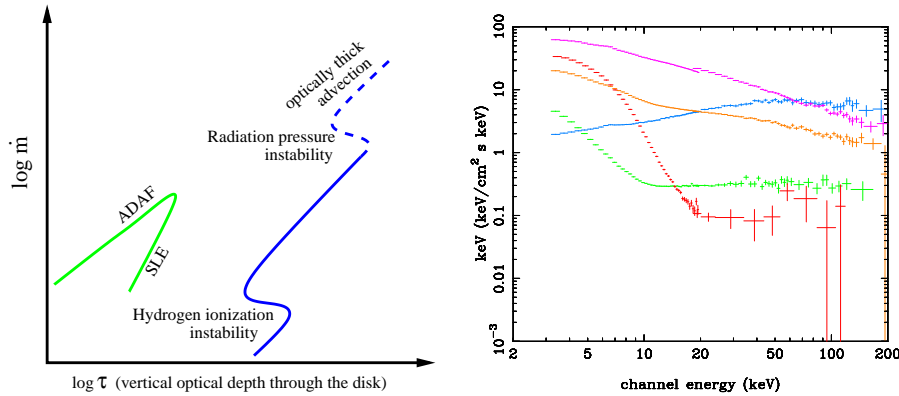 optically thick
advection
Radiation pressure
instability
log ṁ
ADAF
SLE
Hydrogen ionization
instability
log τ (vertical optical depth through the disk)
keV (keV/cm² s keV)
100
10
1
0.1
0.01
10⁻³
2
5
10
20
50
100
200
channel energy (keV)